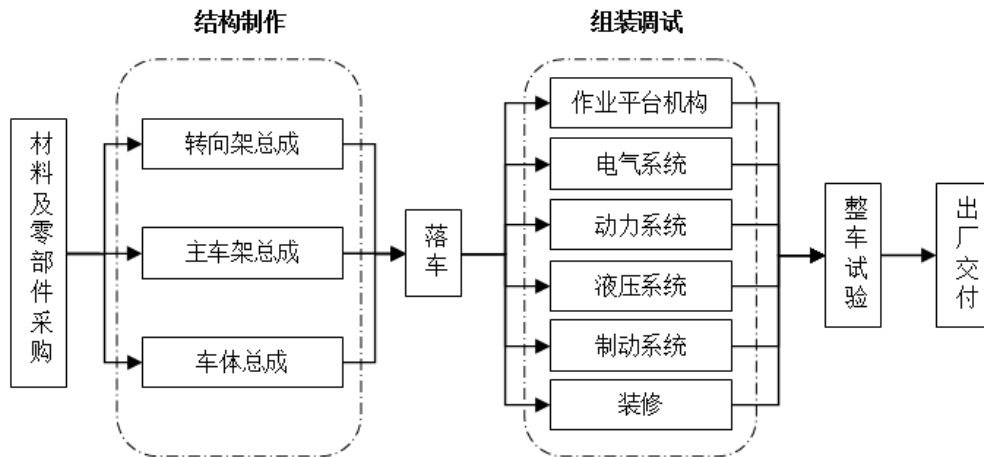 结构制作
组装调试
材料及零部件采购
转向架总成
主车架总成
车体总成
落车
作业平台机构
电气系统
动力系统
液压系统
制动系统
装修
整车试验
出厂交付